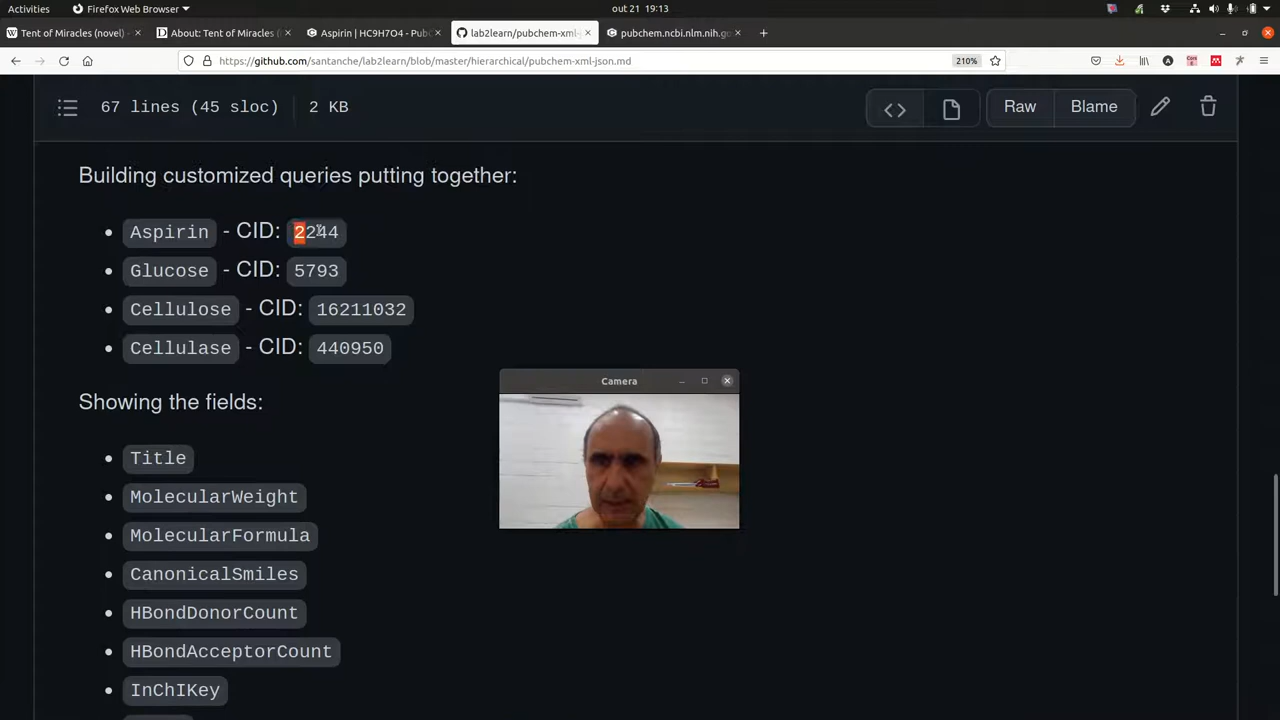 Activities Firefox Web Browser out 21 19:13
Tent of Miracles (novel) - About: Tent of Miracles ( Aspirin | HC9H7O4 - PubC lab2learn/pubchem-xml- pubchem.ncbi.nlm.nih.go
https://github.com/santanche/lab2learn/blob/master/hierarchical/pubchem-xml-json.md 210%
67 lines (45 sloc) 2 KB Raw Blame
Building customized queries putting together:
Aspirin - CID: 2244
Glucose - CID: 5793
Cellulose - CID: 16211032
Cellulase - CID: 440950
Camera
Showing the fields:
Title
MolecularWeight
MolecularFormula
CanonicalSmiles
HBondDonorCount
HBondAcceptorCount
InChIKey